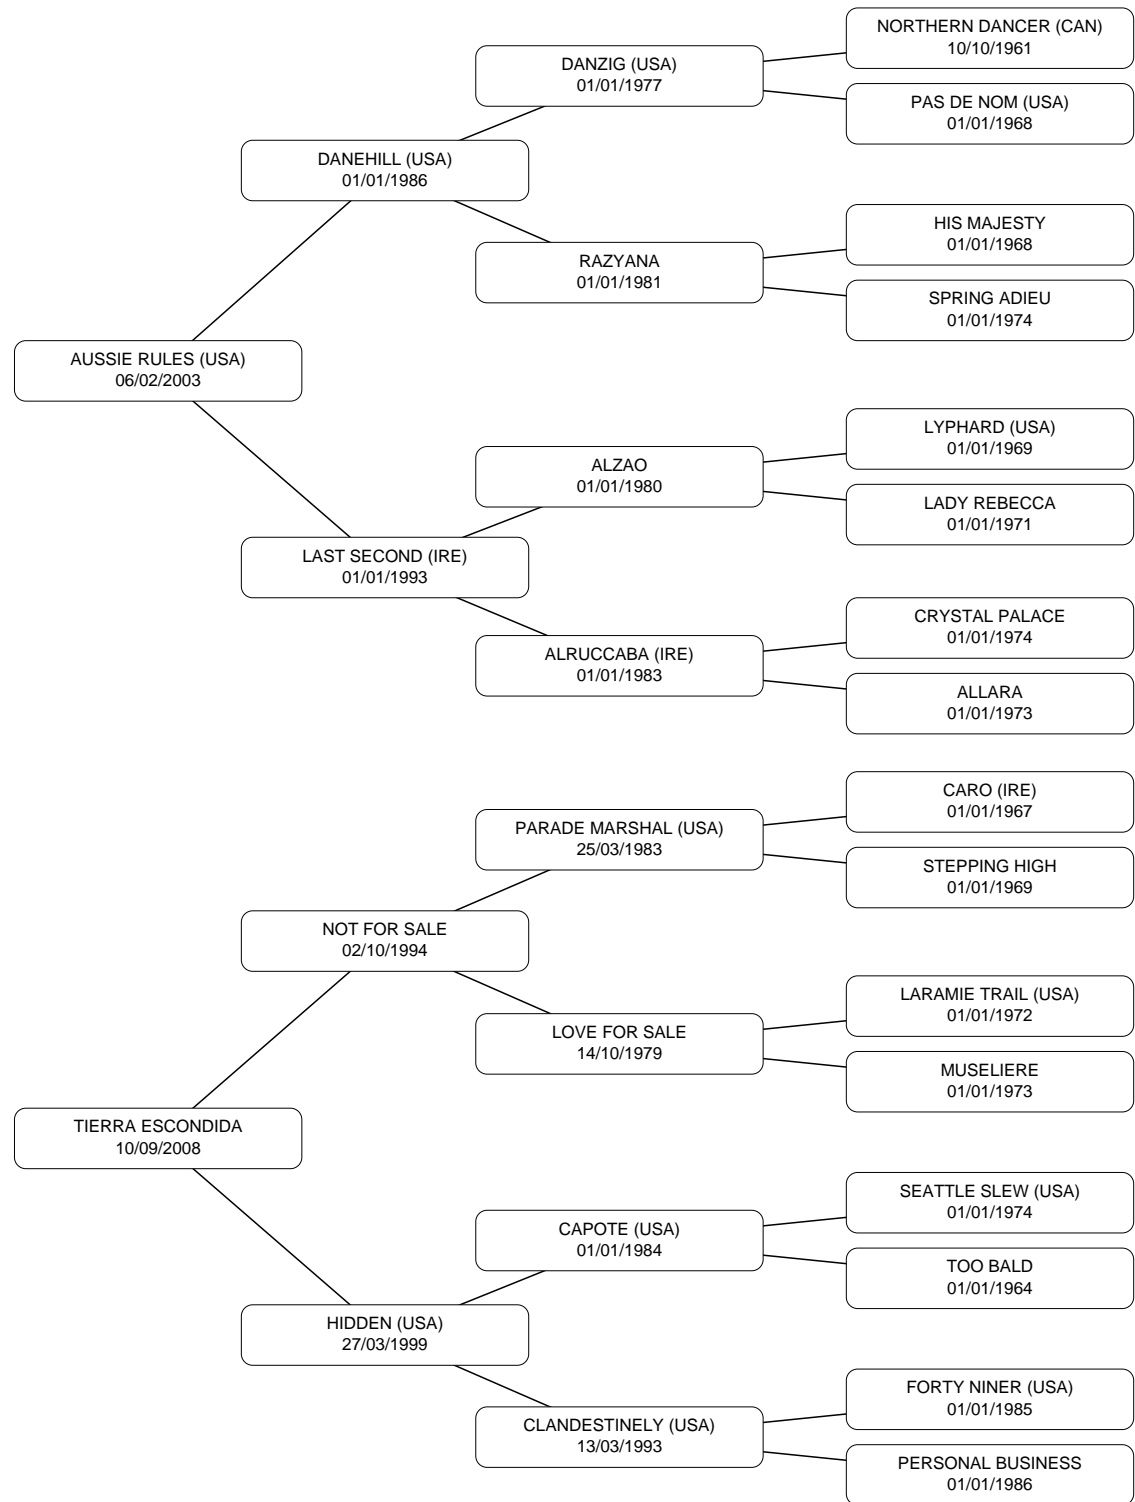 NORTHERN DANCER (CAN)
10/10/1961
DANZIG (USA)
01/01/1977
PAS DE NOM (USA)
01/01/1968
DANEHILL (USA)
01/01/1986
HIS MAJESTY
01/01/1968
RAZYANA
01/01/1981
SPRING ADIEU
01/01/1974
AUSSIE RULES (USA)
06/02/2003
LYPHARD (USA)
01/01/1969
ALZAO
01/01/1980
LADY REBECCA
01/01/1971
LAST SECOND (IRE)
01/01/1993
CRYSTAL PALACE
01/01/1974
ALRUCCABA (IRE)
01/01/1983
ALLARA
01/01/1973
CARO (IRE)
01/01/1967
PARADE MARSHAL (USA)
25/03/1983
STEPPING HIGH
01/01/1969
NOT FOR SALE
02/10/1994
LARAMIE TRAIL (USA)
01/01/1972
LOVE FOR SALE
14/10/1979
MUSELIERE
01/01/1973
TIERRA ESCONDIDA
10/09/2008
SEATTLE SLEW (USA)
01/01/1974
CAPOTE (USA)
01/01/1984
TOO BALD
01/01/1964
HIDDEN (USA)
27/03/1999
FORTY NINER (USA)
01/01/1985
CLANDESTINELY (USA)
13/03/1993
PERSONAL BUSINESS
01/01/1986